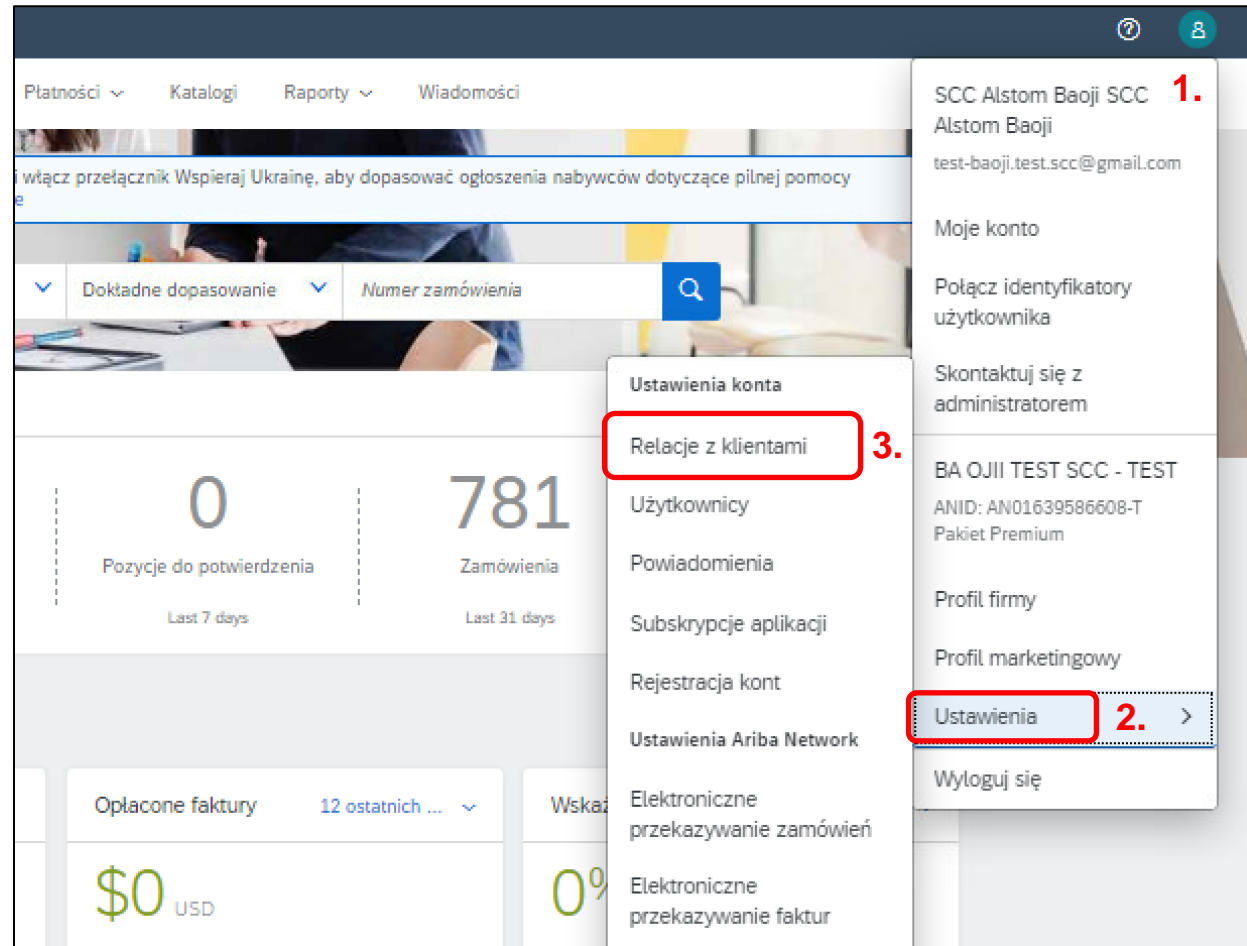 Płatności
Katalogi
Raporty
Wiadomości
i włącz przełącznik Wspieraj Ukrainę, aby dopasować ogłoszenia nabywców dotyczące pilnej pomocy
e
Dokładne dopasowanie
Numer zamówienia
0
Pozycje do potwierdzenia
Last 7 days
781
Zamówienia
Last 31 days
Opłacone faktury
12 ostatnich ...
$0 USD
Wskaż
0%
Ustawienia konta
Relacje z klientami
3.
Użytkownicy
Powiadomienia
Subskrypcje aplikacji
Rejestracja kont
Ustawienia Ariba Network
Elektroniczne
przekazywanie zamówień
Elektroniczne
przekazywanie faktur
SCC Alstom Baoji SCC
1.
Alstom Baoji
test-baoji.test.scc@gmail.com
Moje konto
Połącz identyfikatory
użytkownika
Skontaktuj się z
administratorem
BA OJII TEST SCC - TEST
ANID: AN01639586608-T
Pakiet Premium
Profil firmy
Profil marketingowy
Ustawienia
2.
Wyloguj się